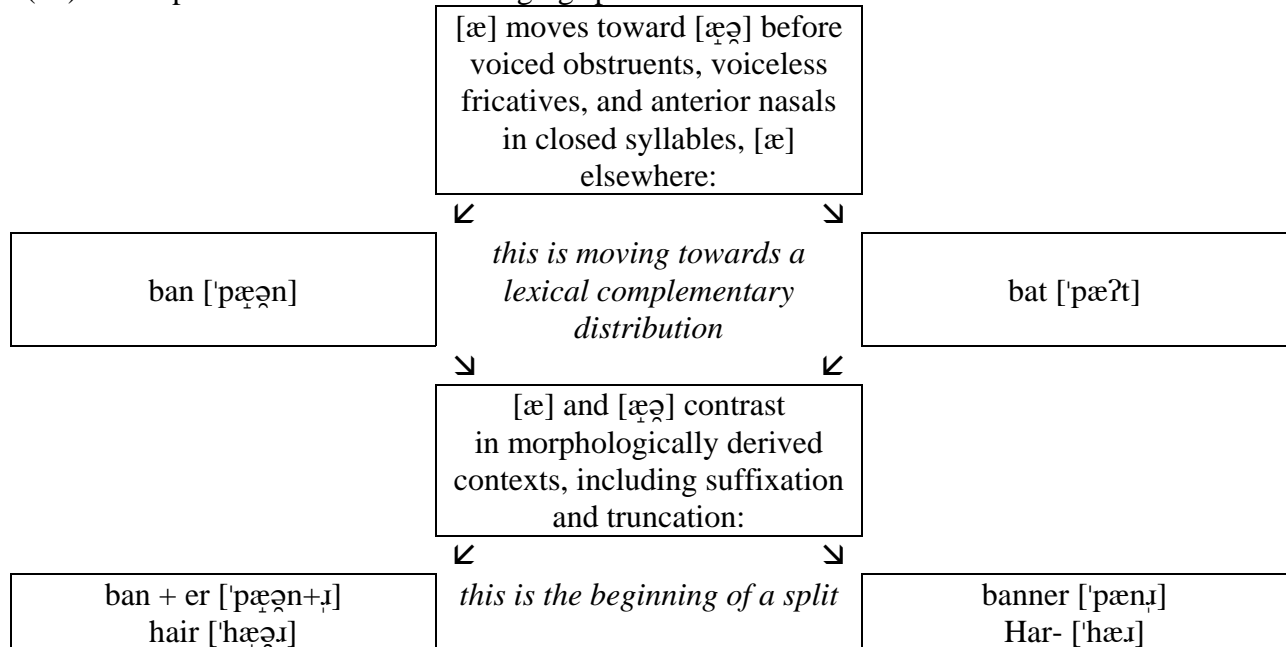 [æ] moves toward [æ̟ə̯] before
voiced obstruents, voiceless
fricatives, and anterior nasals
in closed syllables, [æ]
elsewhere:
↙ ↘
ban [ˈpæ̟ə̯n]
this is moving towards a
lexical complementary
distribution
bat [ˈpæʔt]
↘ ↙
[æ] and [æ̟ə̯] contrast
in morphologically derived
contexts, including suffixation
and truncation:
↙ ↘
ban + er [ˈpæ̟ə̯n+ɹ̩]
hair [ˈhæ̟ə̯ɹ]
this is the beginning of a split
banner [ˈpænɹ̩]
Har- [ˈhæɹ]